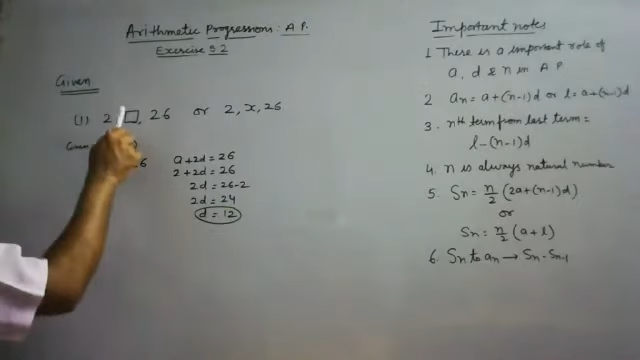 Arithmetic Progressions: A.P.
Exercise 5.2
Given
(1) 2 , 26 or 2, x, 26
Given
6
a+2d = 26
2+2d = 26
2d = 26-2
2d = 24
d = 12
Important notes
1 There is a important role of
a, d & n in A P
2 an = a+(n-1)d or l = a+(n-1)d
3. nth term from last term =
l-(n-1)d
4. n is always natural number
5. Sn = n/2 (2a+(n-1)d)
or
Sn = n/2 (a+l)
6. Sn to an → Sn - Sn-1